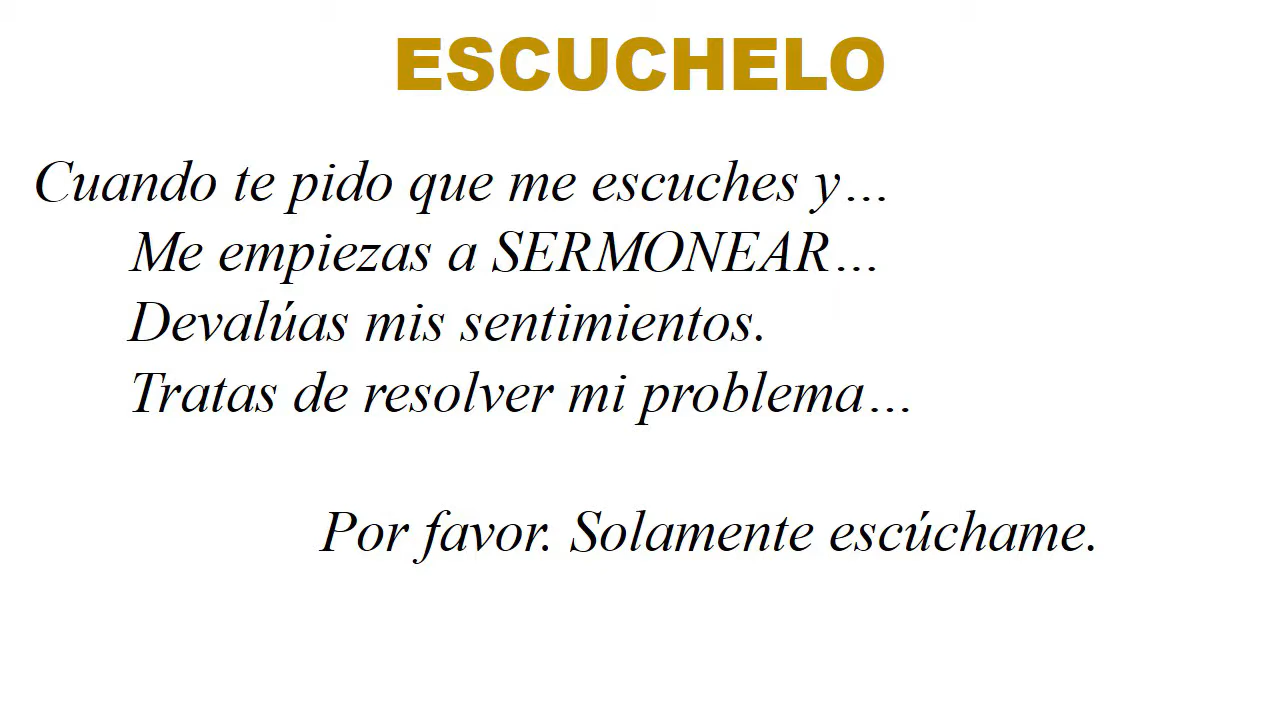 ESCUCHELO
Cuando te pido que me escuches y…
Me empiezas a SERMONEAR…
Devalúas mis sentimientos.
Tratas de resolver mi problema…
Por favor. Solamente escúchame.